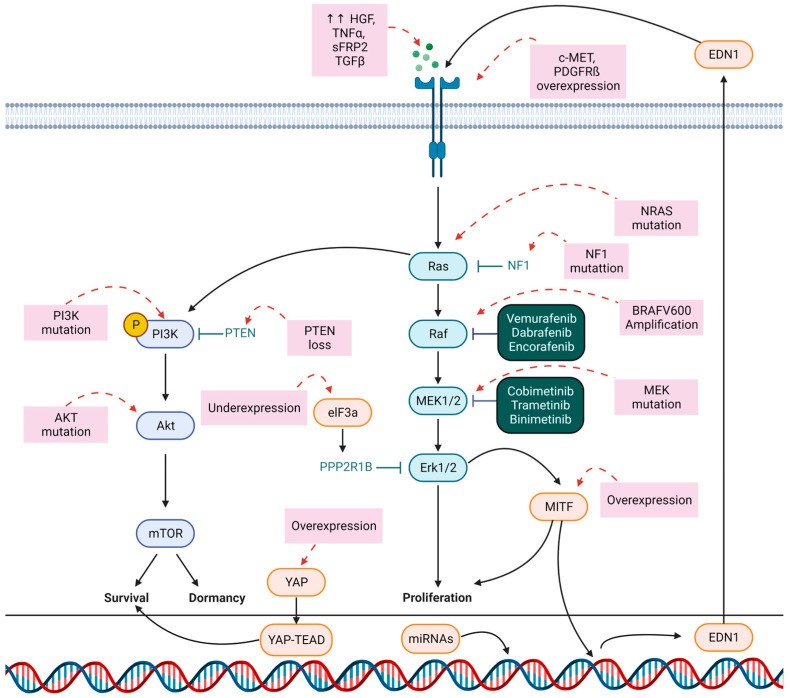 ↑↑ HGF,
TNFα,
sFRP2
TGFβ
c-MET,
PDGFRß
overexpression
EDN1
NRAS
mutation
Ras
NF1
NF1
mutattion
PI3K
mutation
P
PI3K
PTEN
PTEN
loss
Raf
Vemurafenib
Dabrafenib
Encorafenib
BRAFV600
Amplification
AKT
mutation
Akt
Underexpression
eIF3a
MEK1/2
Cobimetinib
Trametinib
Binimetinib
MEK
mutation
PPP2R1B
Erk1/2
MITF
Overexpression
mTOR
Overexpression
YAP
Survival
Dormancy
Proliferation
YAP-TEAD
miRNAs
EDN1